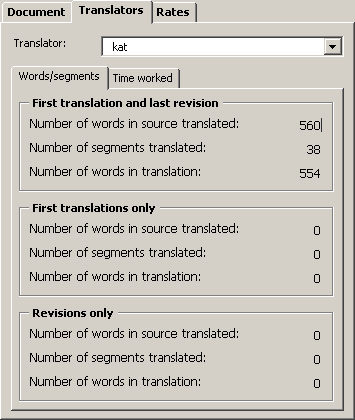 Document Translators Rates
Translator: kat
Words/segments Time worked
First translation and last revision
Number of words in source translated: 560
Number of segments translated: 38
Number of words in translation: 554
First translations only
Number of words in source translated: 0
Number of segments translated: 0
Number of words in translation: 0
Revisions only
Number of words in source translated: 0
Number of segments translated: 0
Number of words in translation: 0